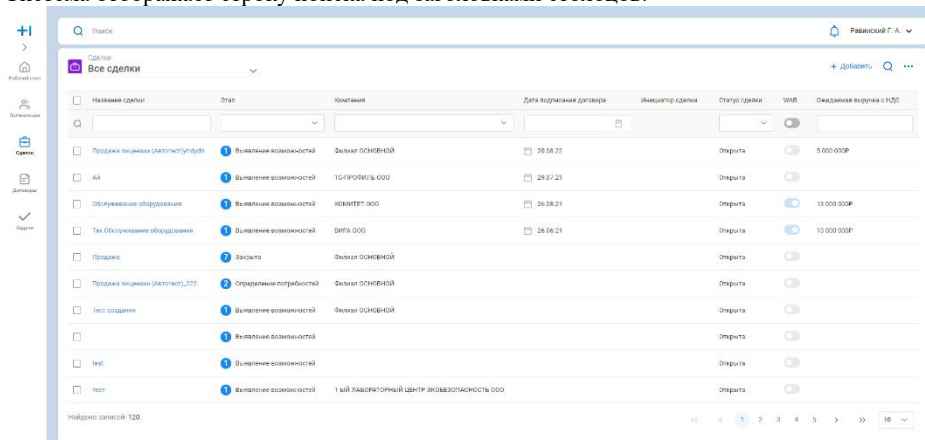 Система отображает строку поиска под заголовками столбцов.
Поиск
Равинский Г. А.
Рабочий стол
Организации
Сделки
Договоры
Задачи
Сделки
Все сделки
+ Добавить
Название сделки Этап Компания Дата подписания договора Инициатор сделки Статус сделки WAR Ожидаемая выручка с НДС
1 Выявление возможностей Филиал ОСНОВНОЙ 20.08.22 Открыта 5 000 000₽
Ай 1 Выявление возможностей 1С-ПРОФИЛЬ ООО 29.07.21 Открыта
Обслуживание оборудования 1 Выявление возможностей КОМИТЕТ ООО 26.08.21 Открыта 13 000 000₽
Тех.Обслуживание оборудования 1 Выявление возможностей ВИРА ООО 26.06.21 Открыта 13 000 000₽
Продажа 7 Закрыта Филиал ОСНОВНОЙ Открыта
Продажа лицензии (Автотест)_222 2 Определение потребностей Филиал ОСНОВНОЙ Открыта
Тест создания 1 Выявление возможностей Филиал ОСНОВНОЙ Открыта
1 Выявление возможностей Открыта
test 1 Выявление возможностей Открыта
тест 1 Выявление возможностей 1-ЫЙ ЛАБОРАТОРНЫЙ ЦЕНТР ЭКОБЕЗОПАСНОСТЬ ООО Открыта
Найдено записей: 120
1 2 3 4 5 10